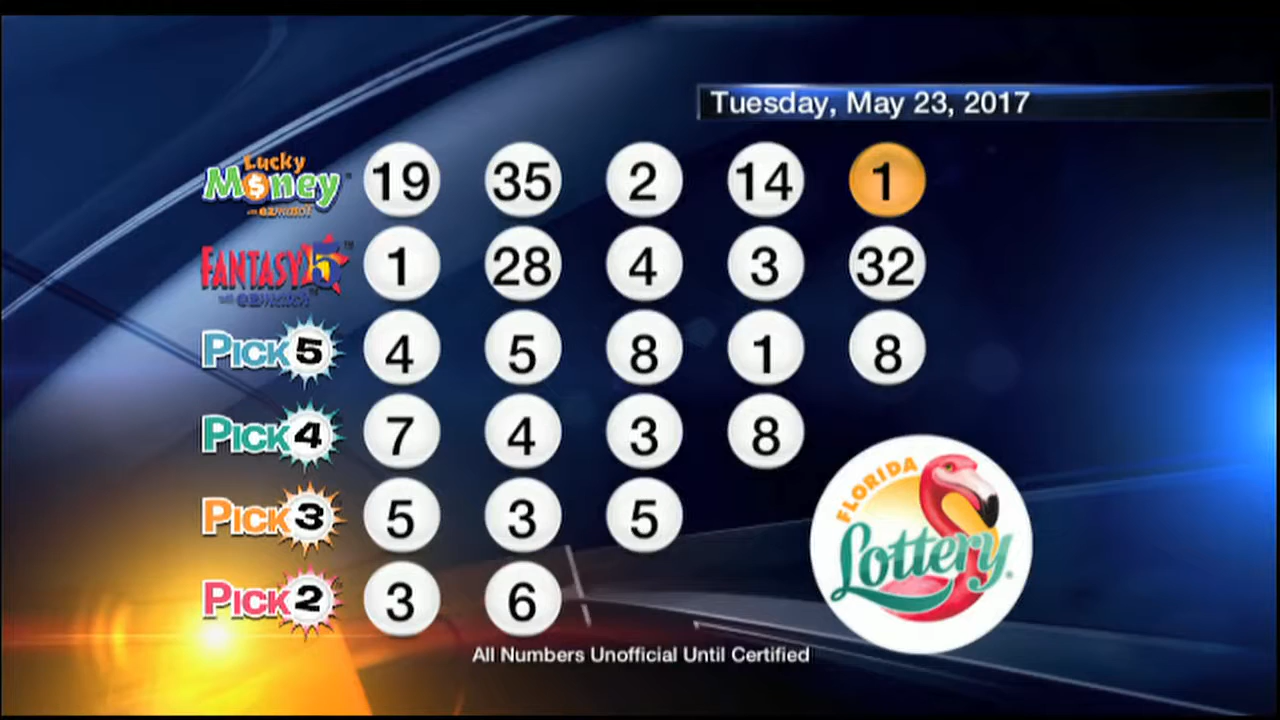 Tuesday, May 23, 2017
Lucky Money™ 19 35 2 14 1
FANTASY 5™ 1 28 4 3 32
PICK 5 4 5 8 1 8
PICK 4 7 4 3 8
PICK 3 5 3 5
PICK 2 3 6
FLORIDA
Lottery
All Numbers Unofficial Until Certified